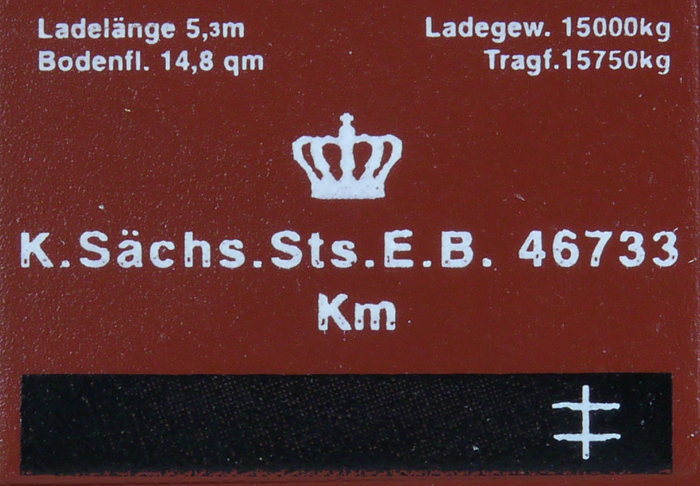 Ladelänge 5,3m Ladegew. 15000kg
Bodenfl. 14,8 qm Tragf.15750kg
K.Sächs.Sts.E.B. 46733
Km